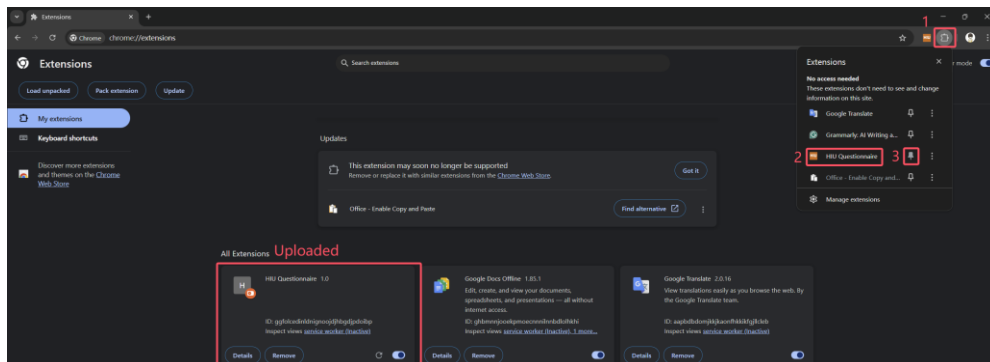 Extensions
1
Chrome chrome://extensions
Extensions
Search extensions
Extensions
r mode
Load unpacked
Pack extension
Update
No access needed
These extensions don't need to see and change
information on this site.
My extensions
Google Translate
Keyboard shortcuts
Grammarly: AI Writing a...
Updates
2
HIU Questionnaire
3
Discover more extensions
and themes on the Chrome
Web Store
This extension may soon no longer be supported
Remove or replace it with similar extensions from the Chrome Web Store.
Got it
Office - Enable Copy and...
Manage extensions
Office - Enable Copy and Paste
Find alternative
All Extensions
Uploaded
H
HIU Questionnaire 1.0
Inspect views service worker (Inactive)
Details
Remove
Google Docs Offline 1.85.1
Edit, create, and view your documents,
spreadsheets, and presentations — all without
internet access.
Inspect views service worker (Inactive), 1 more...
Details
Remove
Google Translate 2.0.16
View translations easily as you browse the web. By
the Google Translate team.
Inspect views service worker (Inactive)
Details
Remove